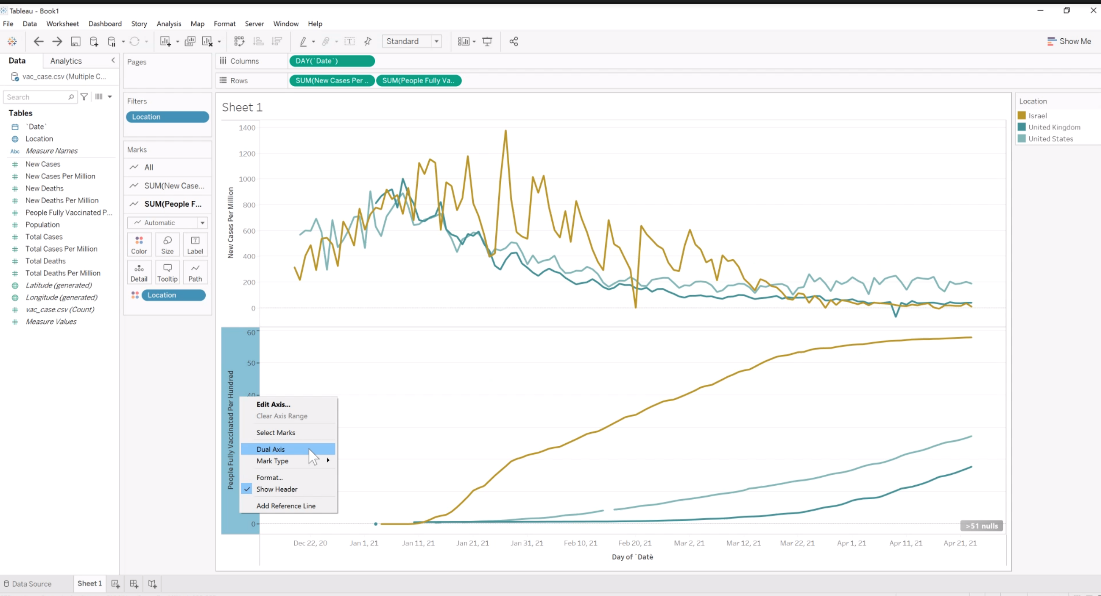 Tableau - Book1
File Data Worksheet Dashboard Story Analysis Map Format Server Window Help
Standard
Show Me
Data Analytics
vac_case.csv (Multiple C...
Search
Tables
`Date`
Location
Abc Measure Names
New Cases
New Cases Per Million
New Deaths
New Deaths Per Million
People Fully Vaccinated P...
Population
Total Cases
Total Cases Per Million
Total Deaths
Total Deaths Per Million
Latitude (generated)
Longitude (generated)
vac_case.csv (Count)
Measure Values
Pages
Filters
Location
Marks
All
SUM(New Case...
SUM(People F...
Automatic
Color Size Label
Detail Tooltip Path
Location
Columns DAY(`Date`)
Rows SUM(New Cases Per .. SUM(People Fully Va..
Sheet 1
New Cases Per Million
1400
1200
1000
800
600
400
200
0
People Fully Vaccinated Per Hundred
60
50
0
Edit Axis...
Clear Axis Range
Select Marks
Dual Axis
Mark Type
Format...
Show Header
Add Reference Line
>51 nulls
Dec 22, 20 Jan 1, 21 Jan 11, 21 Jan 21, 21 Jan 31, 21 Feb 10, 21 Feb 20, 21 Mar 2, 21 Mar 12, 21 Mar 22, 21 Apr 1, 21 Apr 11, 21 Apr 21, 21
Day of `Date`
Location
Israel
United Kingdom
United States
Data Source Sheet 1